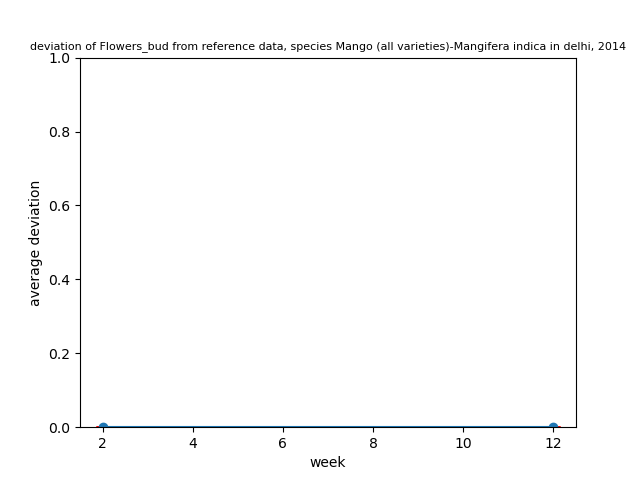 deviation of Flowers_bud from reference data, species Mango (all varieties)-Mangifera indica in delhi, 2014
1.0
0.8
0.6
0.4
0.2
0.0
average deviation
2 4 6 8 10 12
week